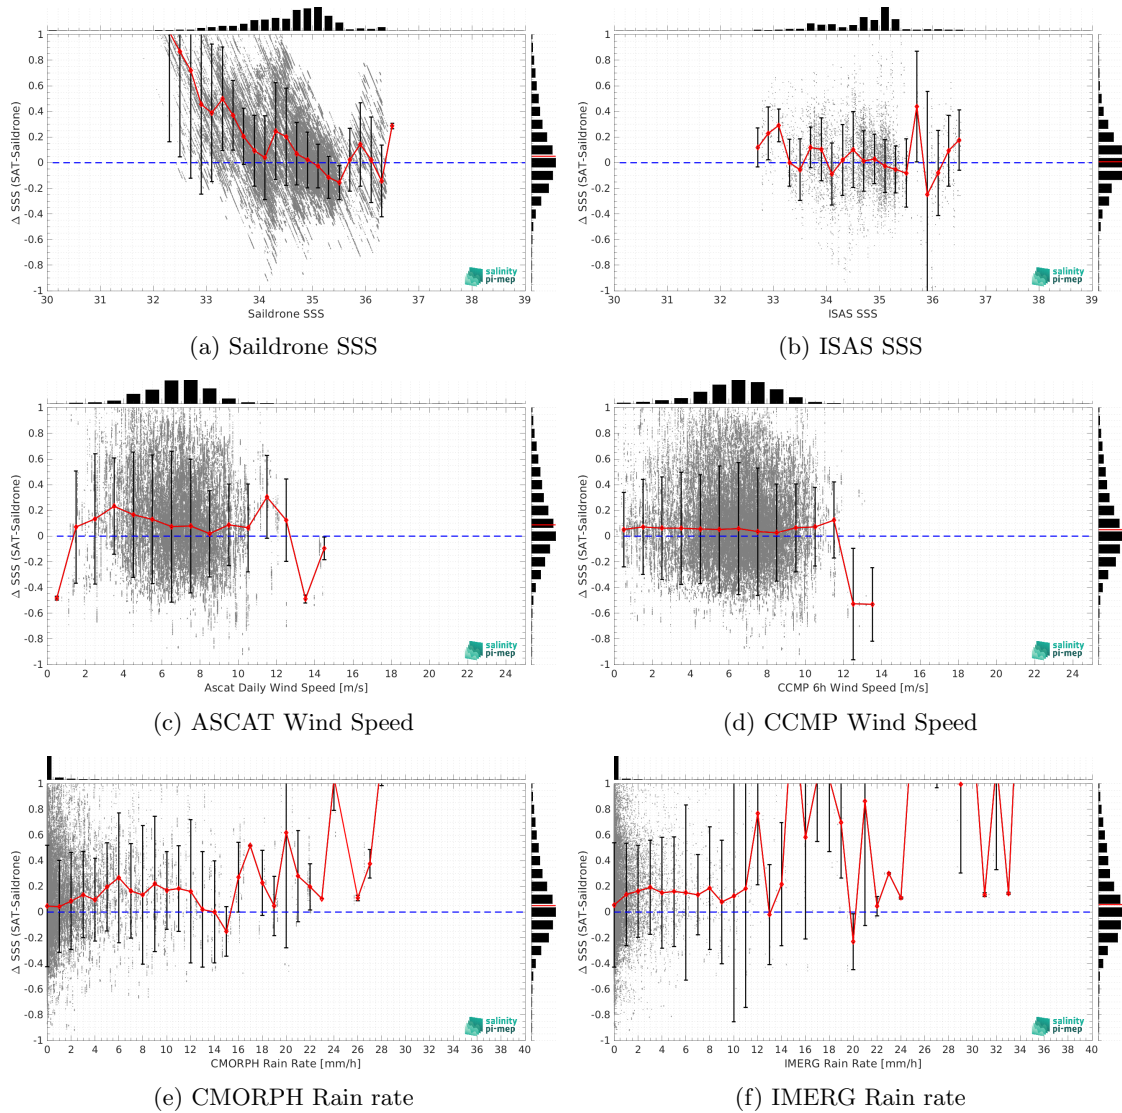 1
0.8
0.6
0.4
0.2
0
-0.2
-0.4
-0.6
-0.8
-1
Δ SSS (SAT-Saildrone)
30 31 32 33 34 35 36 37 38 39
Saildrone SSS
salinity
pi-mep
(a) Saildrone SSS
1
0.8
0.6
0.4
0.2
0
-0.2
-0.4
-0.6
-0.8
-1
Δ SSS (SAT-Saildrone)
30 31 32 33 34 35 36 37 38 39
ISAS SSS
salinity
pi-mep
(b) ISAS SSS
1
0.8
0.6
0.4
0.2
0
-0.2
-0.4
-0.6
-0.8
-1
Δ SSS (SAT-Saildrone)
0 2 4 6 8 10 12 14 16 18 20 22 24
Ascat Daily Wind Speed [m/s]
salinity
pi-mep
(c) ASCAT Wind Speed
1
0.8
0.6
0.4
0.2
0
-0.2
-0.4
-0.6
-0.8
-1
Δ SSS (SAT-Saildrone)
0 2 4 6 8 10 12 14 16 18 20 22 24
CCMP 6h Wind Speed [m/s]
salinity
pi-mep
(d) CCMP Wind Speed
1
0.8
0.6
0.4
0.2
0
-0.2
-0.4
-0.6
-0.8
-1
Δ SSS (SAT-Saildrone)
0 2 4 6 8 10 12 14 16 18 20 22 24 26 28 30 32 34 36 38 40
CMORPH Rain Rate [mm/h]
salinity
pi-mep
(e) CMORPH Rain rate
1
0.8
0.6
0.4
0.2
0
-0.2
-0.4
-0.6
-0.8
-1
Δ SSS (SAT-Saildrone)
0 2 4 6 8 10 12 14 16 18 20 22 24 26 28 30 32 34 36 38 40
IMERG Rain Rate [mm/h]
salinity
pi-mep
(f) IMERG Rain rate